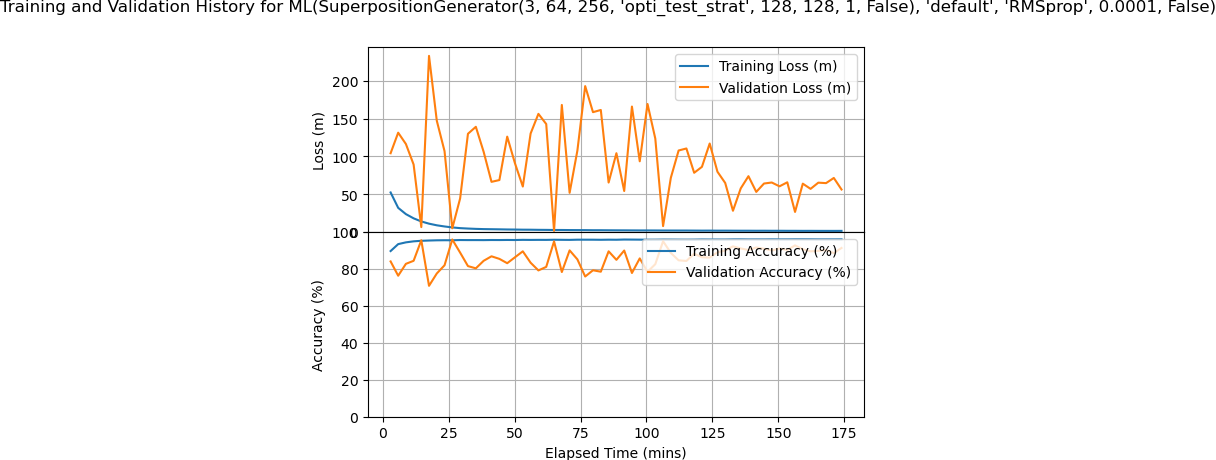 Training and Validation History for ML(SuperpositionGenerator(3, 64, 256, 'opti_test_strat', 128, 128, 1, False), 'default', 'RMSprop', 0.0001, False)
Training Loss (m)
Validation Loss (m)
200
150
100
50
0
Loss (m)
Training Accuracy (%)
Validation Accuracy (%)
100
80
60
40
20
0
Accuracy (%)
0 25 50 75 100 125 150 175
Elapsed Time (mins)